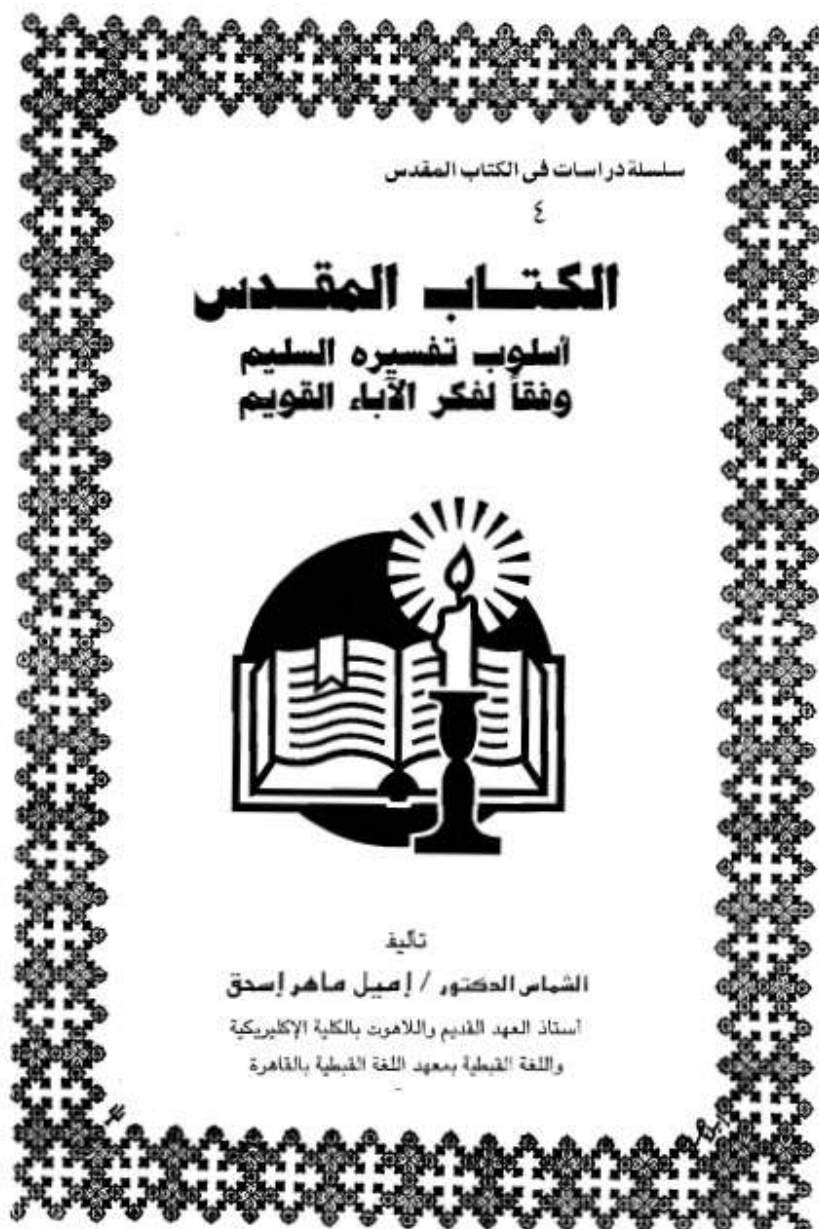 سلسلة دراسات فى الكتاب المقدس
٤
الكتاب المقدس
أسلوب تفسيره السليم
وفقاً لفكر الآباء القويم
تأليف
الشماس الدكتور / إميل ماهر إسحق
أستاذ العهد القديم واللاهوت بالكلية الإكليريكية
واللغة القبطية بمعهد اللغة القبطية بالقاهرة